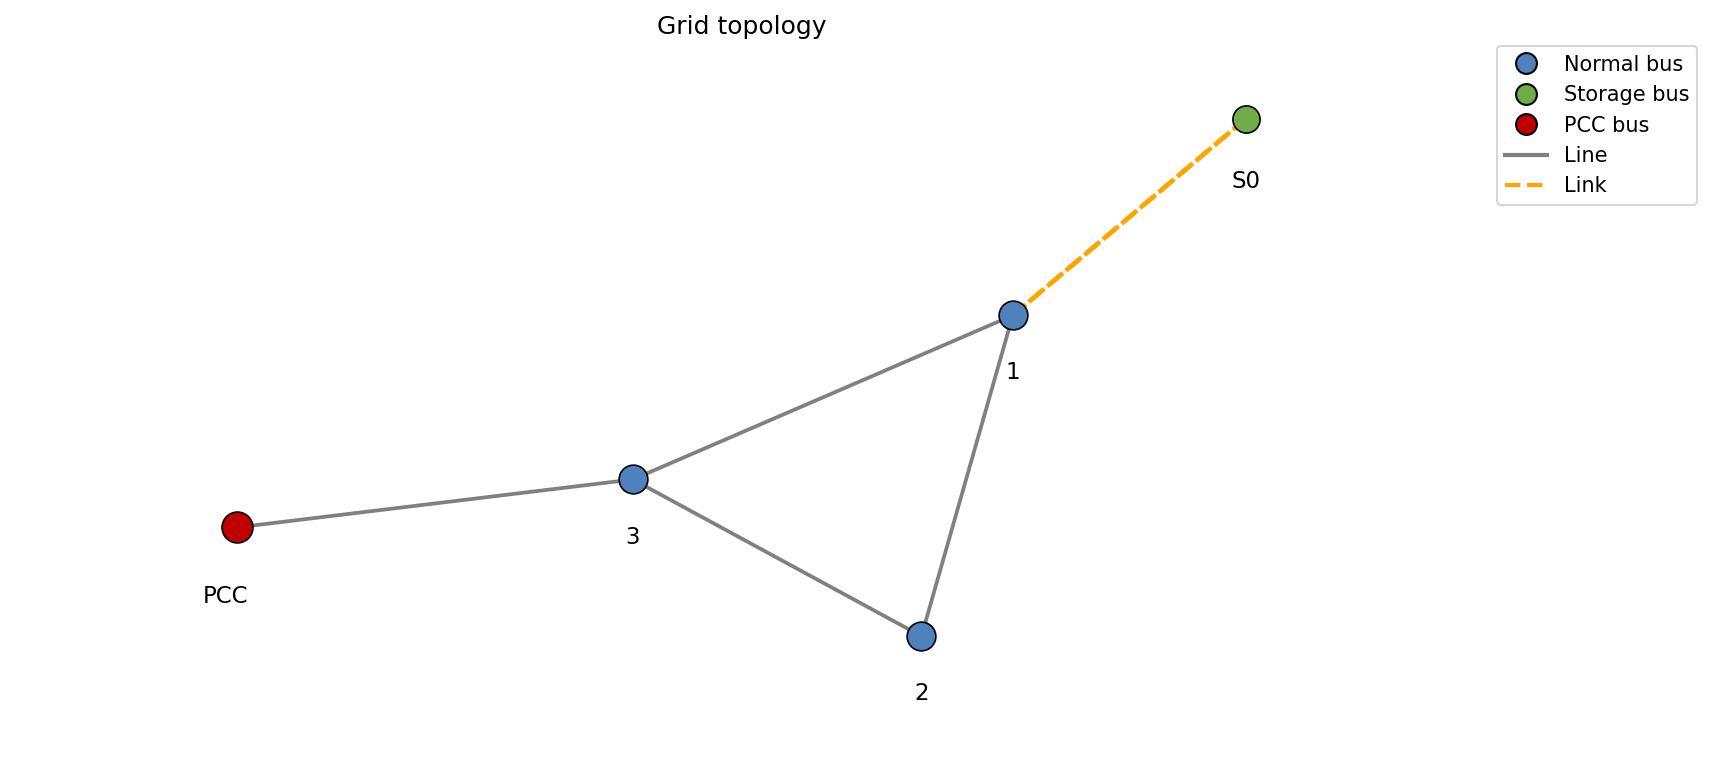 Grid topology
Normal bus
Storage bus
PCC bus
Line
Link
S0
1
3
PCC
2